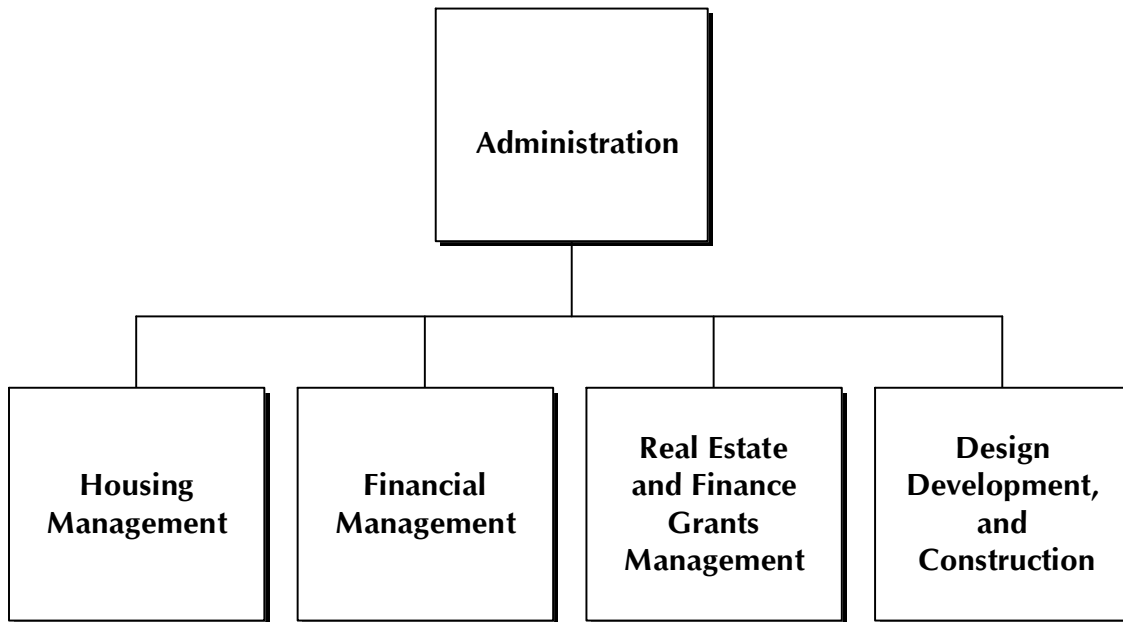 Administration
Housing
Management
Financial
Management
Real Estate
and Finance
Grants
Management
Design
Development,
and
Construction